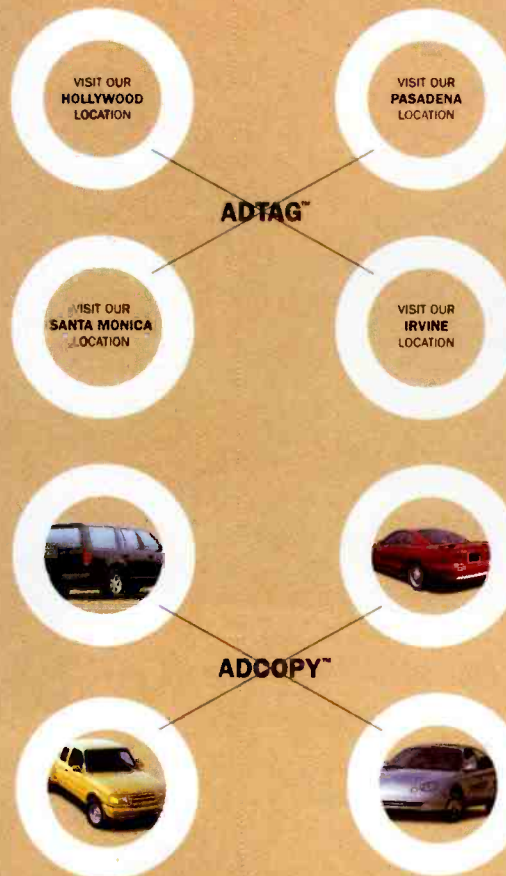 VISIT OUR
HOLLYWOOD
LOCATION
VISIT OUR
PASADENA
LOCATION
ADTAG™
VISIT OUR
SANTA MONICA
LOCATION
VISIT OUR
IRVINE
LOCATION
ADCOPY™